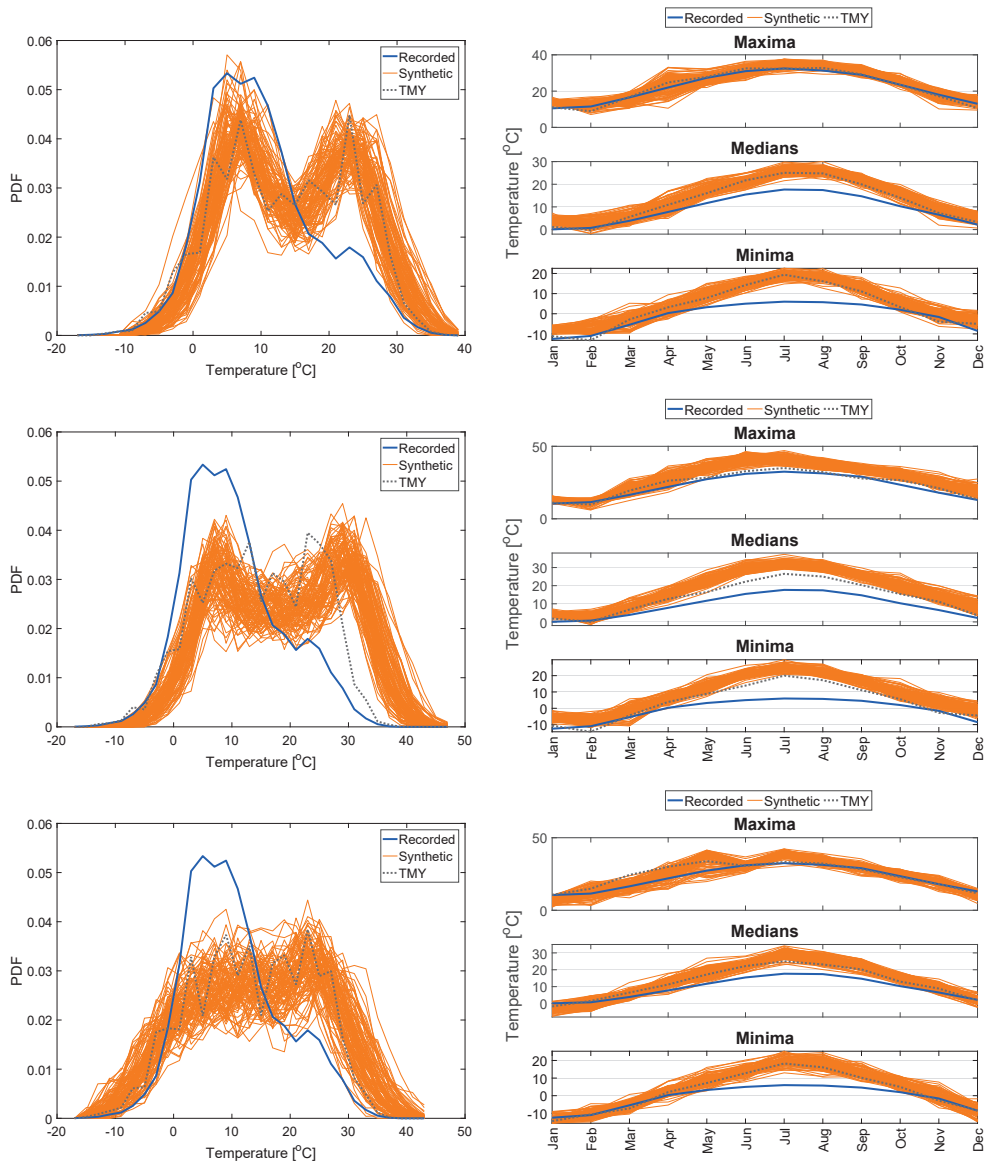 0.06
0.05
0.04
0.03
0.02
0.01
0
PDF
-20 -10 0 10 20 30 40
Temperature [°C]
Recorded
Synthetic
TMY
Recorded Synthetic TMY
Maxima
40
20
0
Medians
30
20
10
0
Minima
20
10
0
-10
Temperature [°C]
Jan Feb Mar Apr May Jun Jul Aug Sep Oct Nov Dec
0.06
0.05
0.04
0.03
0.02
0.01
0
PDF
-20 -10 0 10 20 30 40 50
Temperature [°C]
Recorded
Synthetic
TMY
Recorded Synthetic TMY
Maxima
50
0
Medians
30
20
10
0
Minima
20
10
0
-10
Temperature [°C]
Jan Feb Mar Apr May Jun Jul Aug Sep Oct Nov Dec
0.06
0.05
0.04
0.03
0.02
0.01
0
PDF
-20 -10 0 10 20 30 40 50
Temperature [°C]
Recorded
Synthetic
TMY
Recorded Synthetic TMY
Maxima
50
0
Medians
30
20
10
0
Minima
20
10
0
-10
Temperature [°C]
Jan Feb Mar Apr May Jun Jul Aug Sep Oct Nov Dec